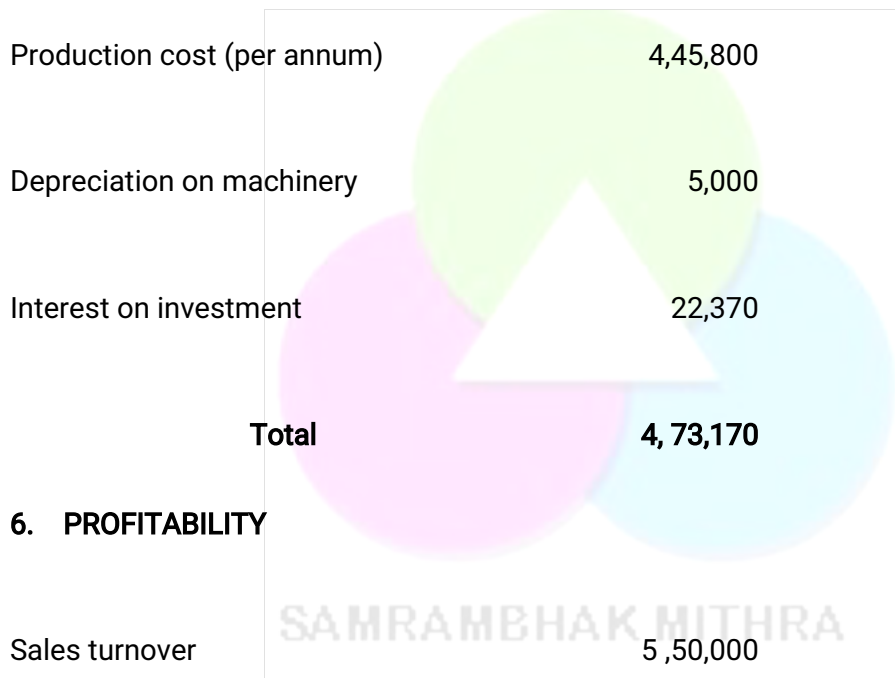 Production cost (per annum) 4,45,800
Depreciation on machinery 5,000
Interest on investment 22,370
Total 4, 73,170
6. PROFITABILITY
SAMRAMBHAK MITHRA
Sales turnover 5 ,50,000